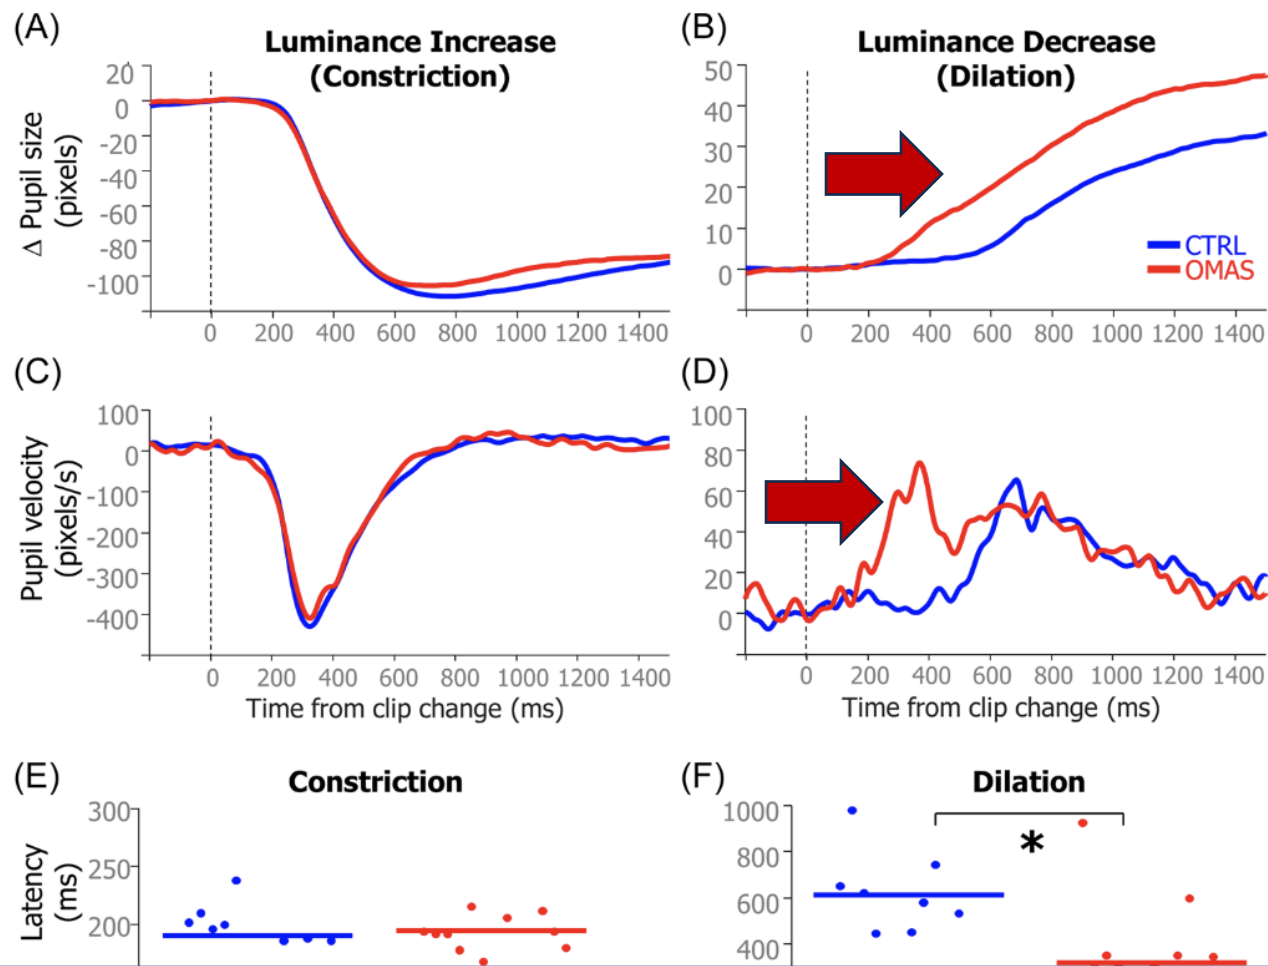 (A)
Luminance Increase
(Constriction)
Δ Pupil size
(pixels)
20
0
-20
-40
-60
-80
-100
0 200 400 600 800 1000 1200 1400
(B)
Luminance Decrease
(Dilation)
50
40
30
20
10
0
CTRL
OMAS
0 200 400 600 800 1000 1200 1400
(C)
Pupil velocity
(pixels/s)
100
0
-100
-200
-300
-400
0 200 400 600 800 1000 1200 1400
Time from clip change (ms)
(D)
100
80
60
40
20
0
0 200 400 600 800 1000 1200 1400
Time from clip change (ms)
(E)
Constriction
Latency
(ms)
300
250
200
(F)
Dilation
1000
800
600
400
*